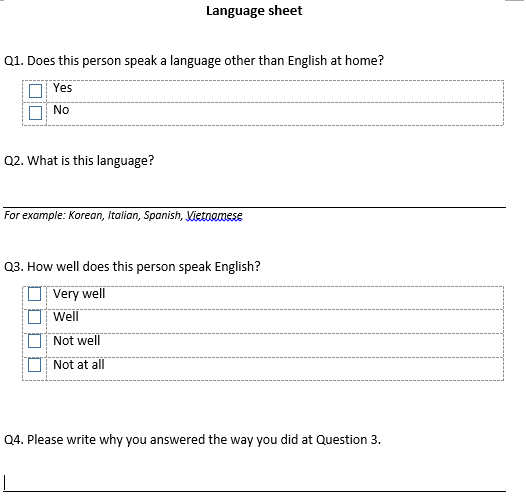 Language sheet
Q1. Does this person speak a language other than English at home?
Yes
No
Q2. What is this language?
For example: Korean, Italian, Spanish, Vietnamese
Q3. How well does this person speak English?
Very well
Well
Not well
Not at all
Q4. Please write why you answered the way you did at Question 3.